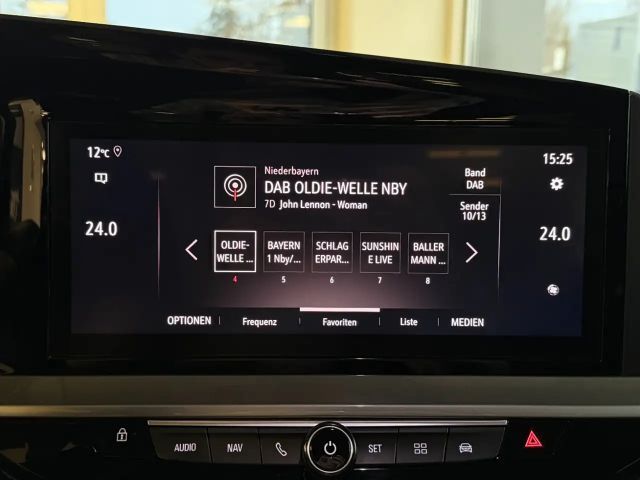 12°C
15:25
Niederbayern
DAB OLDIE-WELLE NBY
7D John Lennon - Woman
Band
DAB
Sender
10/13
24.0
24.0
OLDIE-
WELLE ...
BAYERN
1 Nby/...
SCHLAG
ERPAR...
SUNSHIN
E LIVE
BALLER
MANN ...
4
5
6
7
8
OPTIONEN
Frequenz
Favoriten
Liste
MEDIEN
AUDIO
NAV
SET